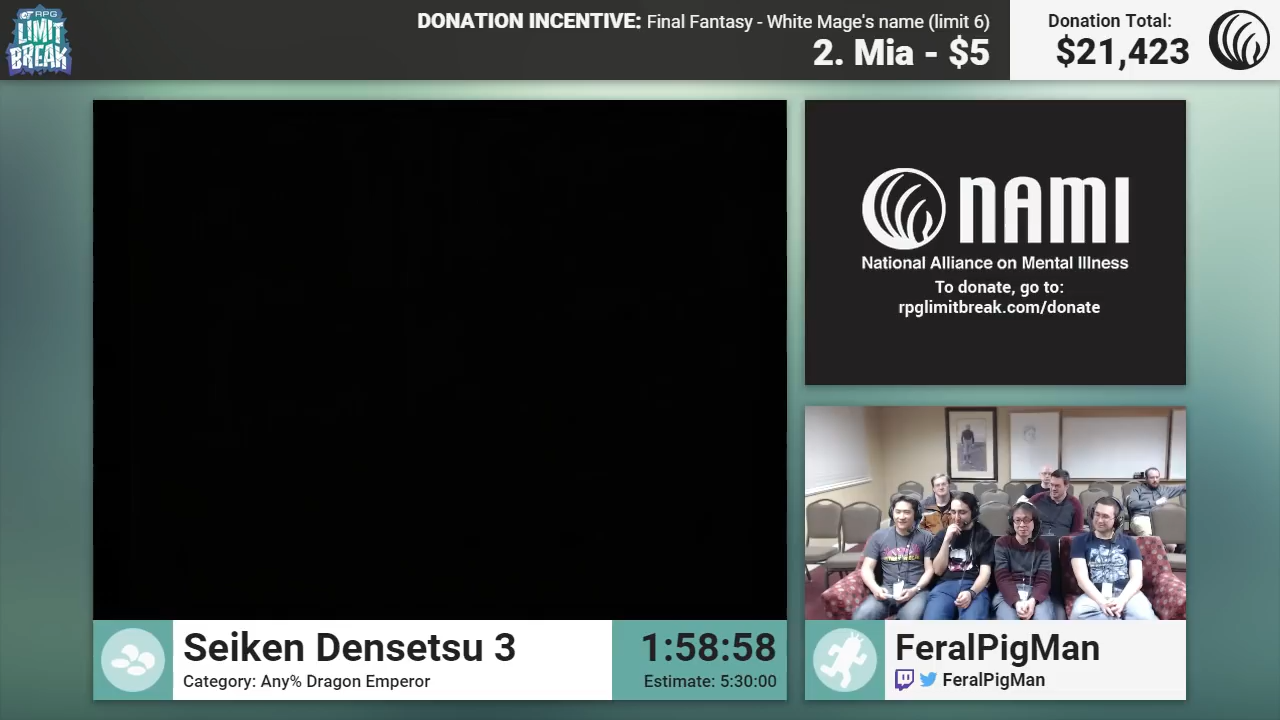 RPG
LIMIT
BREAK
DONATION INCENTIVE: Final Fantasy - White Mage's name (limit 6)
2. Mia - $5
Donation Total:
$21,423
NAMI
National Alliance on Mental Illness
To donate, go to:
rpglimitbreak.com/donate
Seiken Densetsu 3
Category: Any% Dragon Emperor
1:58:58
Estimate: 5:30:00
FeralPigMan
FeralPigMan